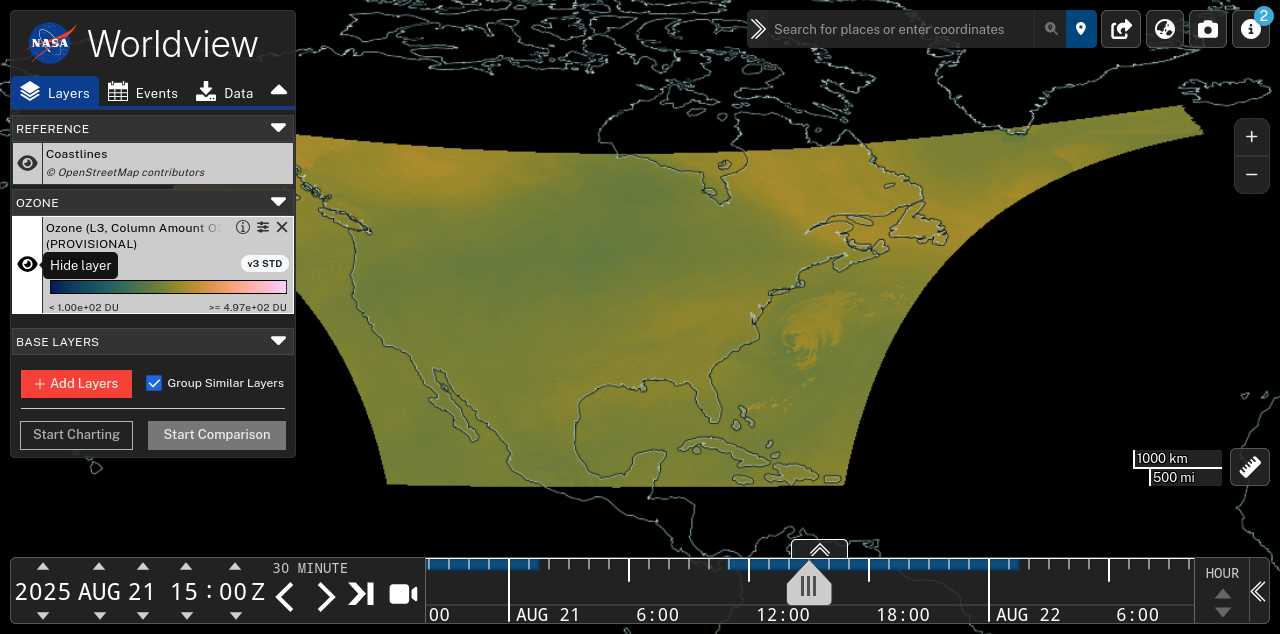 NASA Worldview
Search for places or enter coordinates
2
Layers
Events
Data
REFERENCE
Coastlines
© OpenStreetMap contributors
OZONE
Ozone (L3, Column Amount
(PROVISIONAL)
Hide layer
v3 STD
< 1.00e+02 DU
>= 4.97e+02 DU
BASE LAYERS
+ Add Layers
Group Similar Layers
Start Charting
Start Comparison
+
−
1000 km
500 mi
2025 AUG 21 15 : 00 Z
30 MINUTE
00
AUG 21
6:00
12:00
18:00
AUG 22
6:00
HOUR